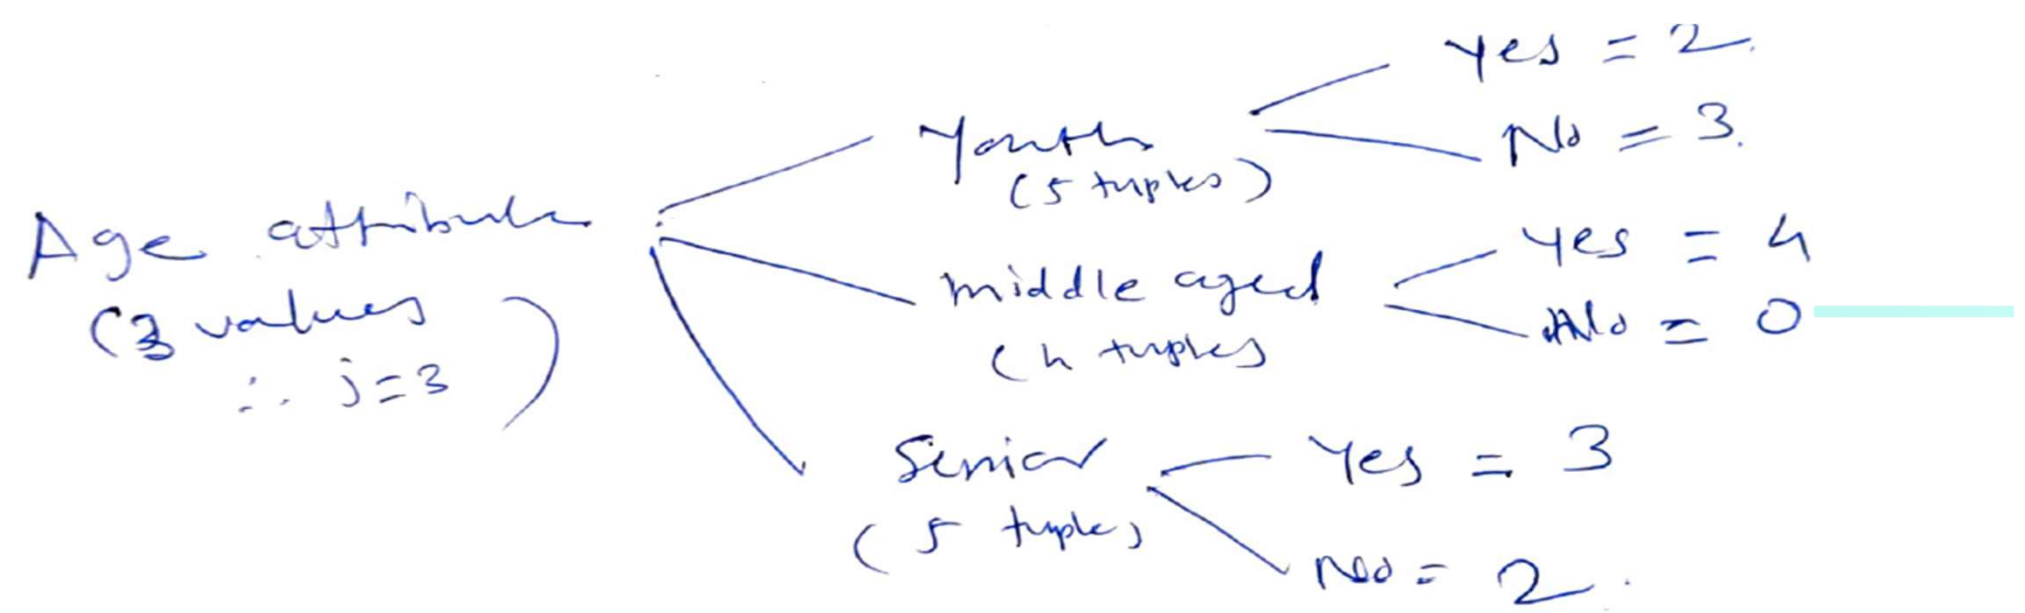 Yes = 2.
Youth
No = 3.
(5 tuples)
Age attribute
Yes = 4
middle aged
(3 values
No = 0
(4 tuples
∴ j=3)
Senior
Yes = 3
(5 tuples)
No = 2.